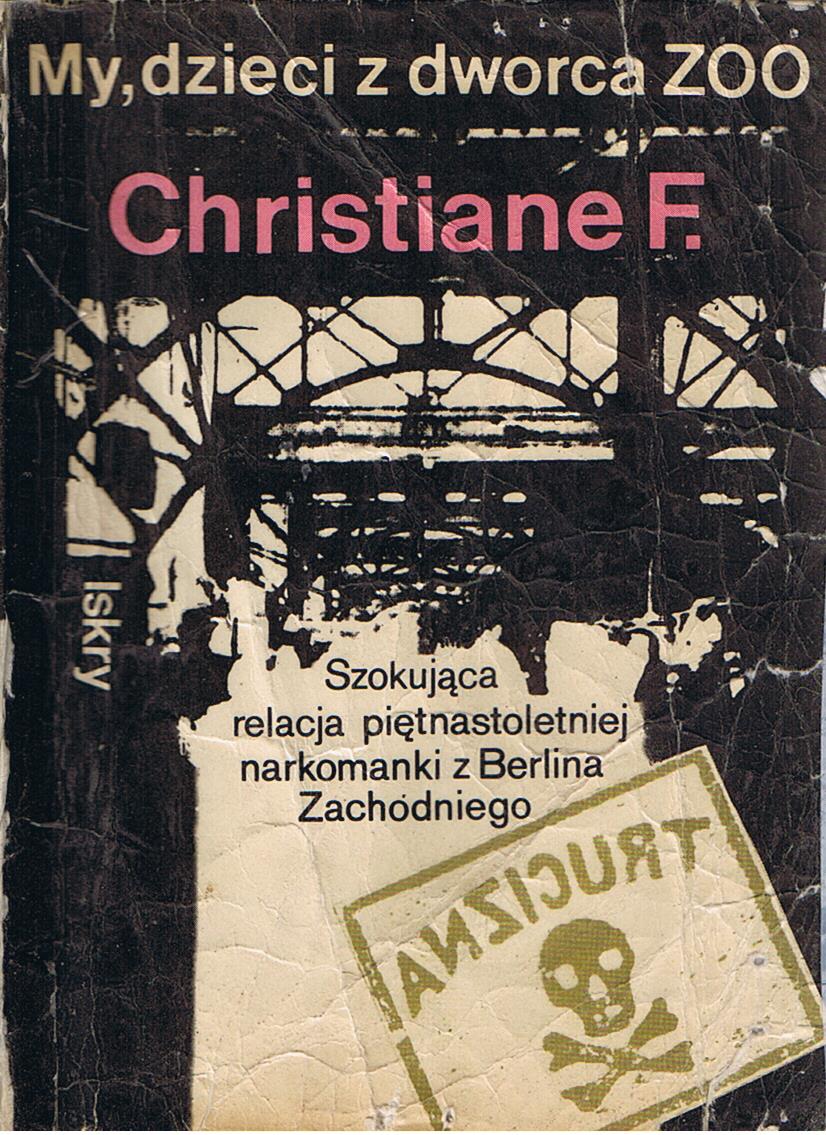 My, dzieci z dworca ZOO
Christiane F.
Iskry
Szokująca
relacja piętnastoletniej
narkomanki z Berlina
Zachodniego
TRUCIZNA